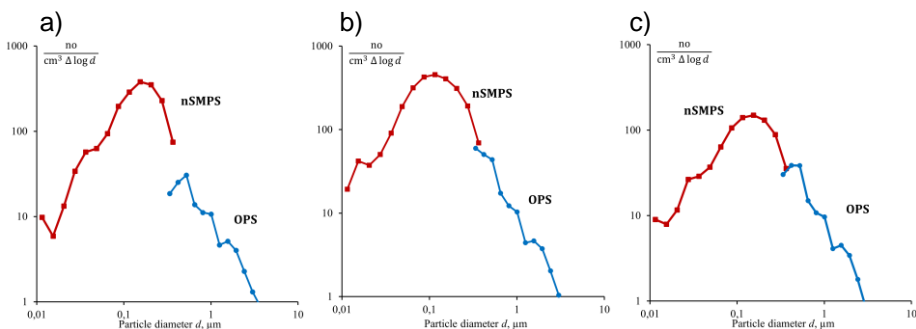 a)
no
cm³ Δ log d
1000
100
10
1
nSMPS
OPS
0,01 0,1 1 10
Particle diameter d, µm
b)
no
cm³ Δ log d
1000
100
10
1
nSMPS
OPS
0,01 0,1 1 10
Particle diameter d, µm
c)
no
cm³ Δ log d
1000
100
10
1
nSMPS
OPS
0,01 0,1 1 10
Particle diameter d, µm